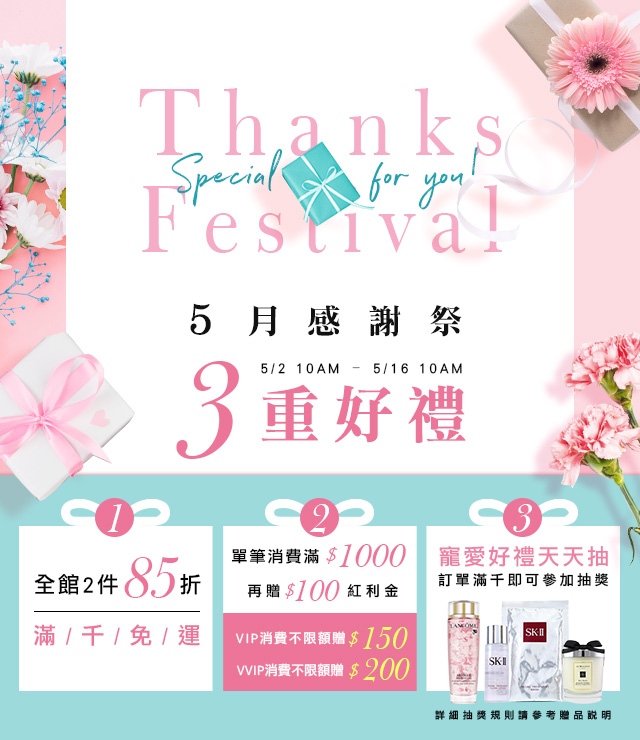 Thanks
Special for you!
Festival
5月感謝祭
5/2 10AM - 5/16 10AM
3重好禮
1
全館2件85折
滿/千/免/運
2
單筆消費滿$1000
再贈$100紅利金
VIP消費不限額贈$150
VVIP消費不限額贈$200
3
寵愛好禮天天抽
訂單滿千即可參加抽獎
LANCÔME
SK-II
SK-II
詳細抽獎規則請參考贈品說明